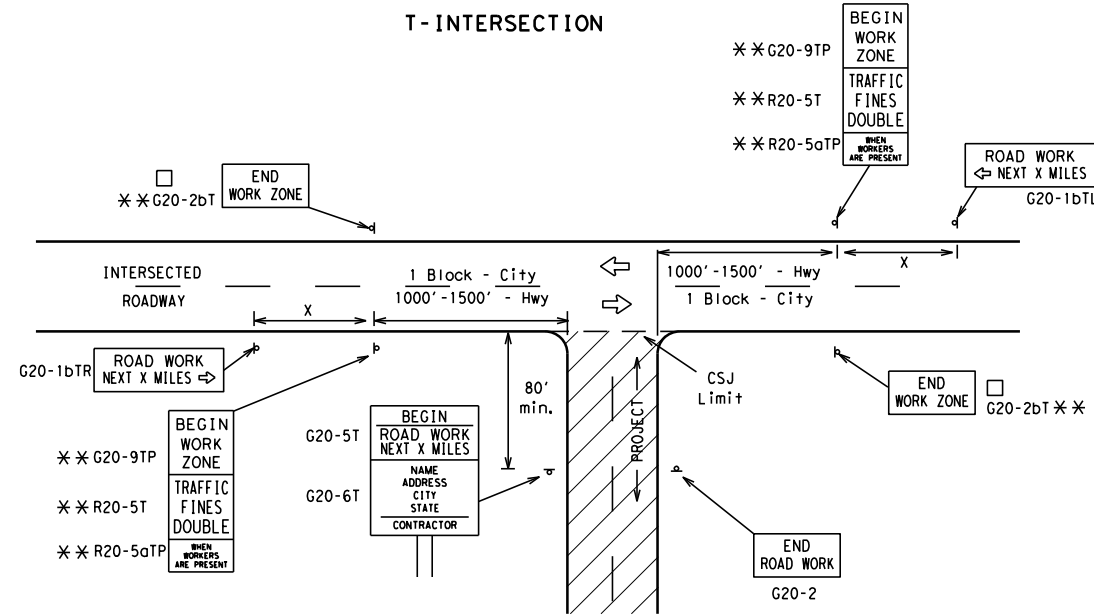 T-INTERSECTION
BEGIN
WORK
ZONE
**G20-9TP
TRAFFIC
FINES
DOUBLE
**R20-5T
WHEN
WORKERS
ARE PRESENT
**R20-5aTP
ROAD WORK
⇦ NEXT X MILES
G20-1bTL
END
WORK ZONE
□
**G20-2bT
INTERSECTED
ROADWAY
1 Block - City
1000'-1500' - Hwy
X
1000'-1500' - Hwy
1 Block - City
X
G20-1bTR
ROAD WORK
NEXT X MILES ⇨
80'
min.
CSJ
Limit
PROJECT
END
WORK ZONE
□
G20-2bT **
BEGIN
WORK
ZONE
** G20-9TP
TRAFFIC
FINES
DOUBLE
** R20-5T
WHEN
WORKERS
ARE PRESENT
** R20-5aTP
BEGIN
ROAD WORK
NEXT X MILES
G20-5T
NAME
ADDRESS
CITY
STATE
CONTRACTOR
G20-6T
END
ROAD WORK
G20-2